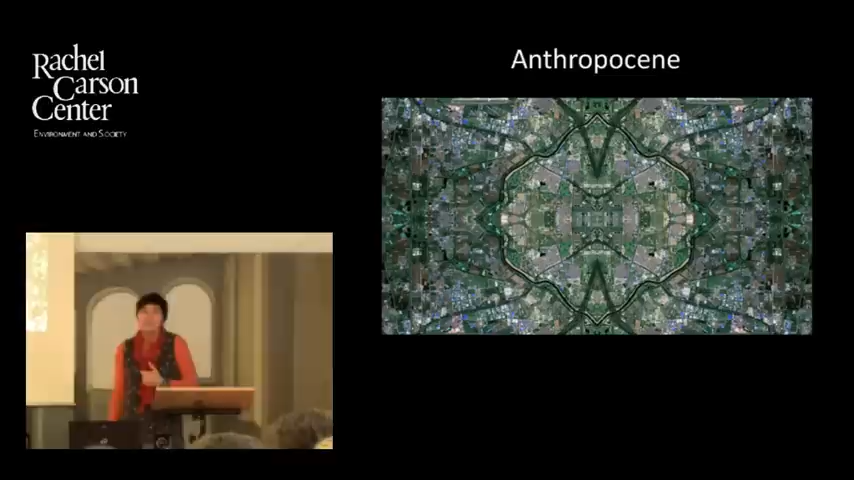 Rachel
Carson
Center
ENVIRONMENT AND SOCIETY
Anthropocene